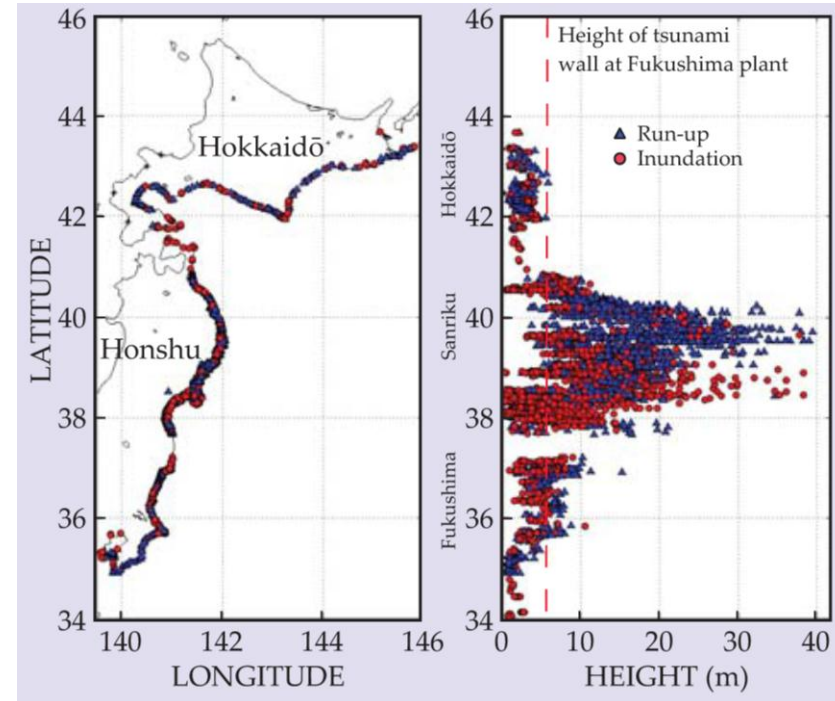 46
44
42
40
38
36
34
LATITUDE
Hokkaidō
Honshu
140
142
144
146
LONGITUDE
46
44
42
40
38
36
34
Hokkaidō
Sanriku
Fukushima
Height of tsunami
wall at Fukushima plant
Run-up
Inundation
0
10
20
30
40
HEIGHT (m)